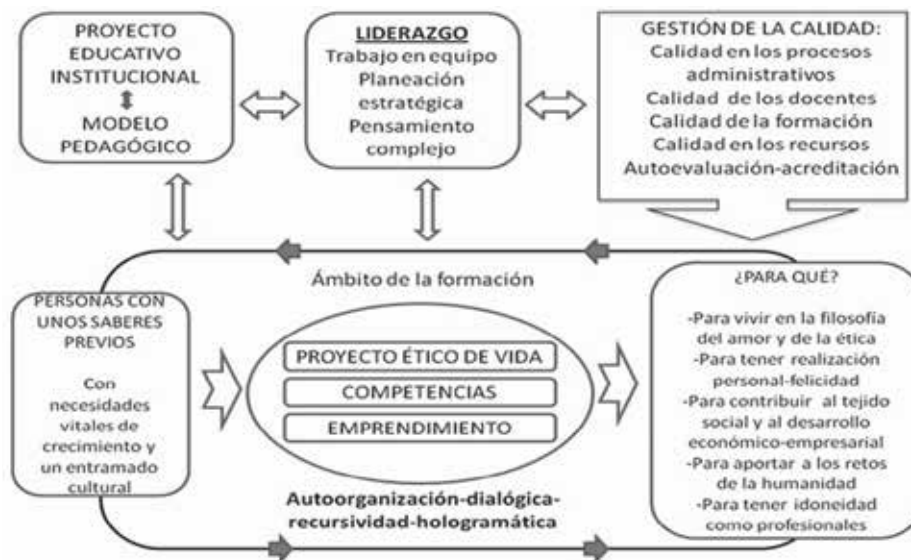 PROYECTO
EDUCATIVO
INSTITUCIONAL
MODELO
PEDAGÓGICO
LIDERAZGO
Trabajo en equipo
Planeación
estratégica
Pensamiento
complejo
GESTIÓN DE LA CALIDAD:
Calidad en los procesos
administrativos
Calidad de los docentes
Calidad de la formación
Calidad en los recursos
Autoevaluación-acreditación
Ámbito de la formación
PERSONAS CON
UNOS SABERES
PREVIOS
Con
necesidades
vitales de
crecimiento y
un entramado
cultural
PROYECTO ÉTICO DE VIDA
COMPETENCIAS
EMPRENDIMIENTO
Autoorganización-dialógica-
recursividad-hologramática
¿PARA QUÉ?
-Para vivir en la filosofía
del amor y de la ética
-Para tener realización
personal-felicidad
-Para contribuir al tejido
social y al desarrollo
económico-empresarial
-Para aportar a los retos
de la humanidad
-Para tener idoneidad
como profesionales